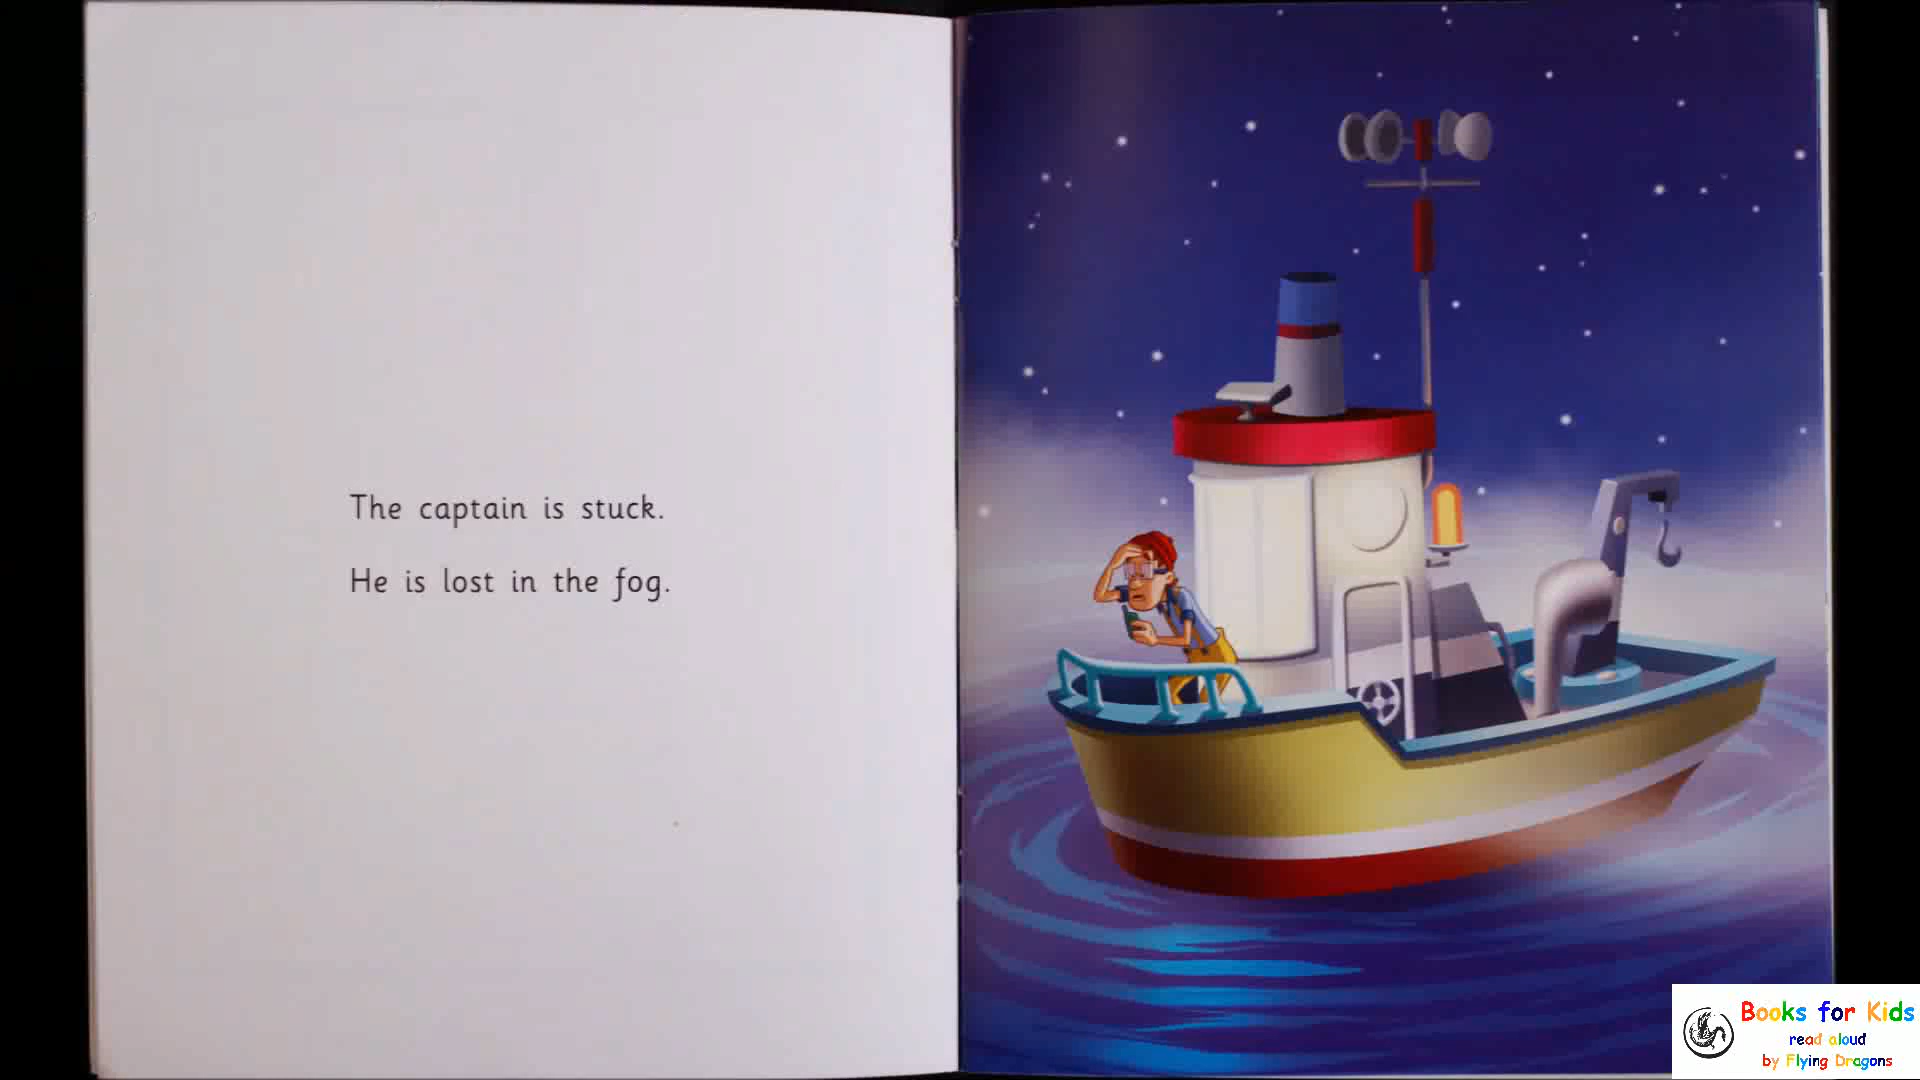 The captain is stuck.
He is lost in the fog.
Books for Kids
read aloud
by Flying Dragons